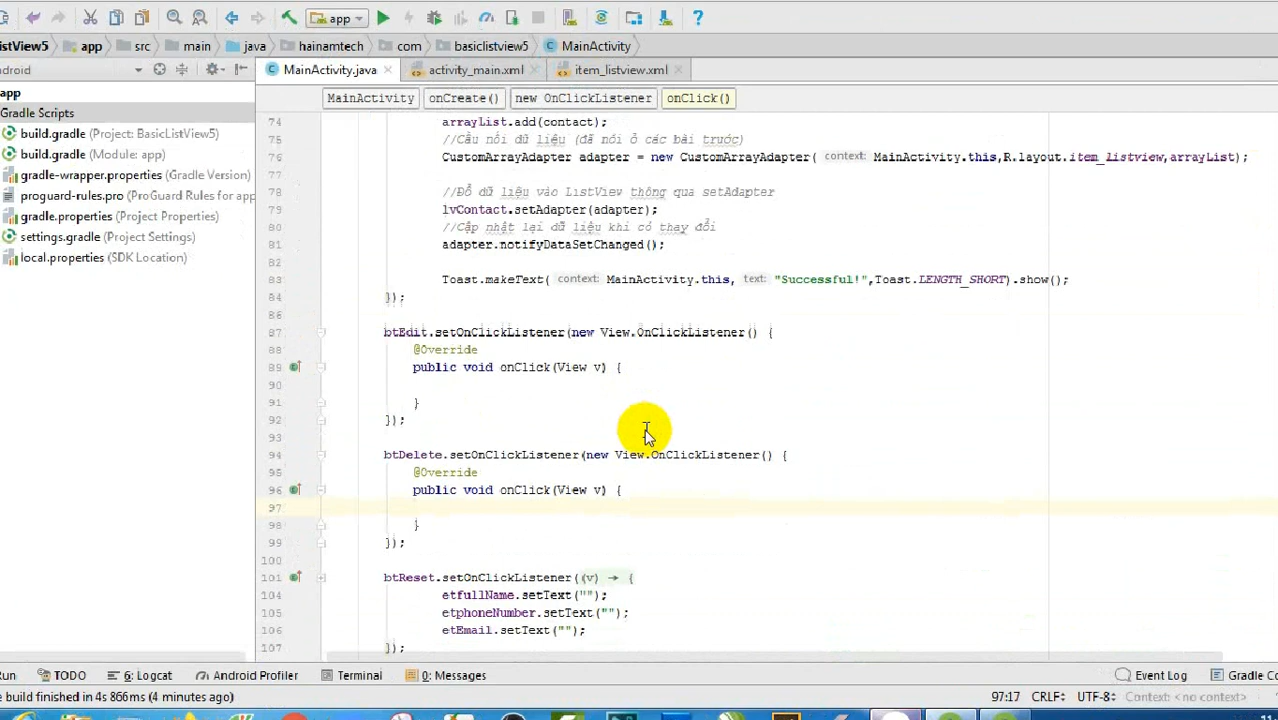 app
istView5 app src main java hainamtech com basiclistview5 MainActivity
ndroid
MainActivity.java activity_main.xml item_listview.xml
MainActivity onCreate() new OnClickListener onClick()
app
Gradle Scripts
build.gradle (Project: BasicListView5)
build.gradle (Module: app)
gradle-wrapper.properties (Gradle Version)
proguard-rules.pro (ProGuard Rules for app
gradle.properties (Project Properties)
settings.gradle (Project Settings)
local.properties (SDK Location)
74 arrayList.add(contact);
75 //Cầu nối dữ liệu (đã nói ở các bài trước)
76 CustomArrayAdapter adapter = new CustomArrayAdapter( context: MainActivity.this,R.layout.item_listview,arrayList);
77
78 //Đổ dữ liệu vào ListView thông qua setAdapter
79 lvContact.setAdapter(adapter);
80 //Cập nhật lại dữ liệu khi có thay đổi
81 adapter.notifyDataSetChanged();
82
83 Toast.makeText( context: MainActivity.this, text: "Successful!",Toast.LENGTH_SHORT).show();
84 });
86
87 btEdit.setOnClickListener(new View.OnClickListener() {
88 @Override
89 public void onClick(View v) {
90
91 }
92 });
93
94 btDelete.setOnClickListener(new View.OnClickListener() {
95 @Override
96 public void onClick(View v) {
97
98 }
99 });
100
101 btReset.setOnClickListener((v) → {
104 etfullName.setText("");
105 etphoneNumber.setText("");
106 etEmail.setText("");
107 });
Run TODO 6: Logcat Android Profiler Terminal 0: Messages Event Log Gradle Co
e build finished in 4s 866ms (4 minutes ago) 97:17 CRLF UTF-8 Context: <no context>